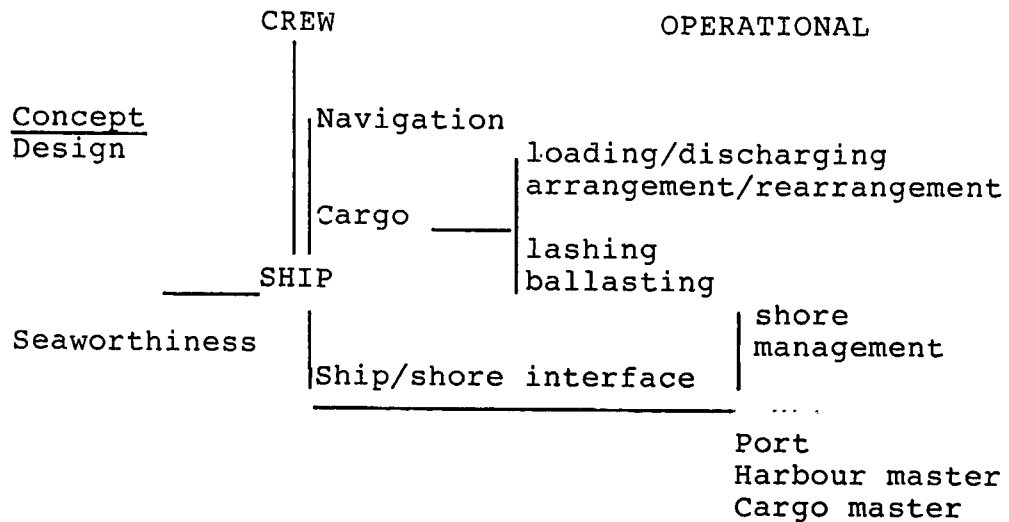 CREW
OPERATIONAL
Concept
Design
Navigation
loading/discharging
arrangement/rearrangement
Cargo
lashing
ballasting
SHIP
Seaworthiness
shore
management
Ship/shore interface
Port
Harbour master
Cargo master